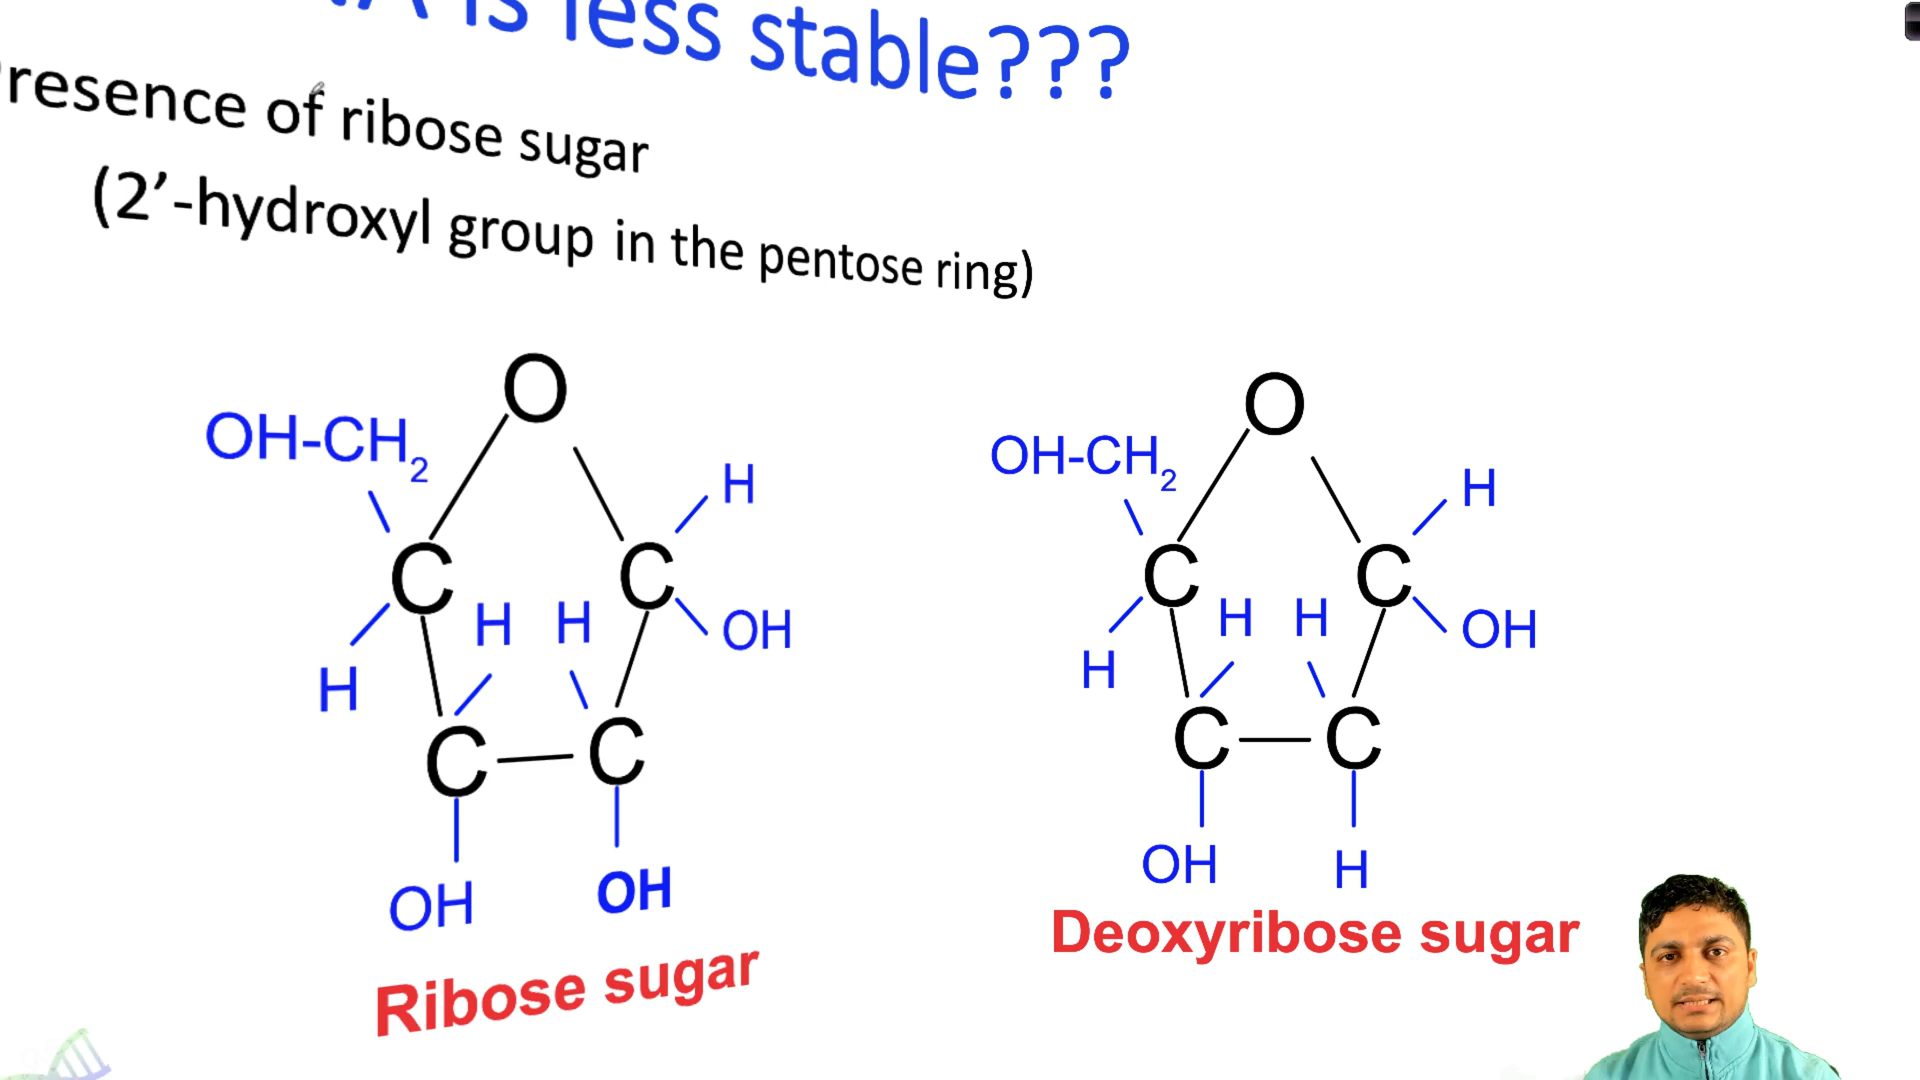 is less stable???
resence of ribose sugar
(2’-hydroxyl group in the pentose ring)
O
OH-CH2
H
C
C
H
H
OH
H
C
C
OH
OH
Ribose sugar
O
OH-CH2
H
C
C
H
H
OH
H
C
C
OH
H
Deoxyribose sugar